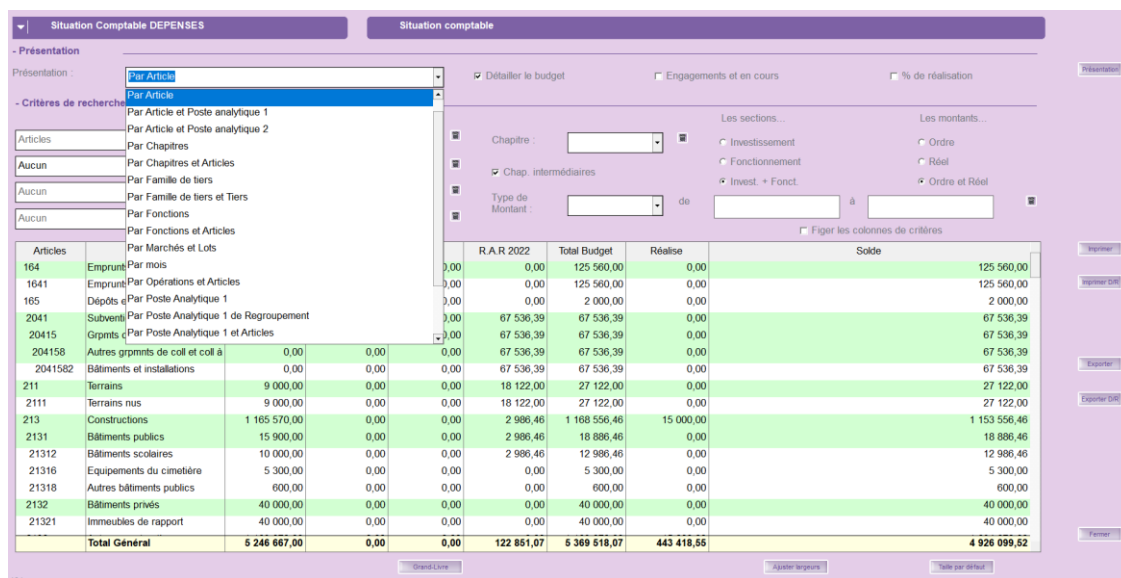 Situation Comptable DEPENSES Situation comptable
- Présentation
Présentation : Par Article Détailler le budget Engagements et en cours % de réalisation Présentation
Par Article
- Critères de recherche
Par Article et Poste analytique 1
Par Article et Poste analytique 2
Par Chapitres
Par Chapitres et Articles
Par Famille de tiers
Par Famille de tiers et Tiers
Par Fonctions
Par Fonctions et Articles
Par Marchés et Lots
Par mois
Par Opérations et Articles
Par Poste Analytique 1
Par Poste Analytique 1 de Regroupement
Par Poste Analytique 1 et Articles
Articles
Aucun
Aucun
Aucun
Chapitre :
Chap. intermédiaires
Type de
Montant :
de à
Les sections... Les montants...
Investissement Ordre
Fonctionnement Réel
Invest. + Fonct. Ordre et Réel
Figer les colonnes de critères
Articles R.A.R 2022 Total Budget Réalise Solde
164 Emprunts 0,00 0,00 125 560,00 0,00 125 560,00
1641 Emprunts 0,00 0,00 125 560,00 0,00 125 560,00
165 Dépôts e 0,00 0,00 2 000,00 0,00 2 000,00
2041 Subventi 0,00 67 536,39 67 536,39 0,00 67 536,39
20415 Grpmts d 0,00 67 536,39 67 536,39 0,00 67 536,39
204158 Autres grpmnts de coll et coll à 0,00 0,00 0,00 67 536,39 67 536,39 0,00 67 536,39
2041582 Bâtiments et installations 0,00 0,00 0,00 67 536,39 67 536,39 0,00 67 536,39
211 Terrains 9 000,00 0,00 0,00 18 122,00 27 122,00 0,00 27 122,00
2111 Terrains nus 9 000,00 0,00 0,00 18 122,00 27 122,00 0,00 27 122,00
213 Constructions 1 165 570,00 0,00 0,00 2 986,46 1 168 556,46 15 000,00 1 153 556,46
2131 Bâtiments publics 15 900,00 0,00 0,00 2 986,46 18 886,46 0,00 18 886,46
21312 Bâtiments scolaires 10 000,00 0,00 0,00 2 986,46 12 986,46 0,00 12 986,46
21316 Equipements du cimetière 5 300,00 0,00 0,00 0,00 5 300,00 0,00 5 300,00
21318 Autres bâtiments publics 600,00 0,00 0,00 0,00 600,00 0,00 600,00
2132 Bâtiments privés 40 000,00 0,00 0,00 0,00 40 000,00 0,00 40 000,00
21321 Immeubles de rapport 40 000,00 0,00 0,00 0,00 40 000,00 0,00 40 000,00
Total Général 5 246 667,00 0,00 0,00 122 851,07 5 369 518,07 443 418,55 4 926 099,52
Imprimer
Imprimer D/R
Exporter
Exporter D/R
Fermer
Grand-Livre Ajuster largeurs Taille par défaut